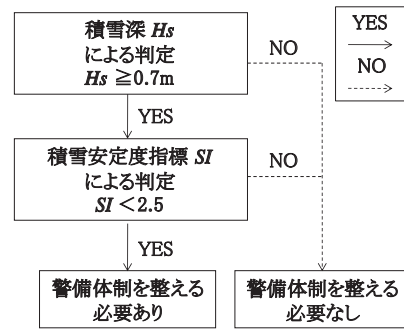 積雪深 Hs
による判定
Hs ≧0.7m
NO
YES
NO
YES
積雪安定度指標 SI
による判定
SI＜2.5
NO
YES
警備体制を整える
必要あり
警備体制を整える
必要なし